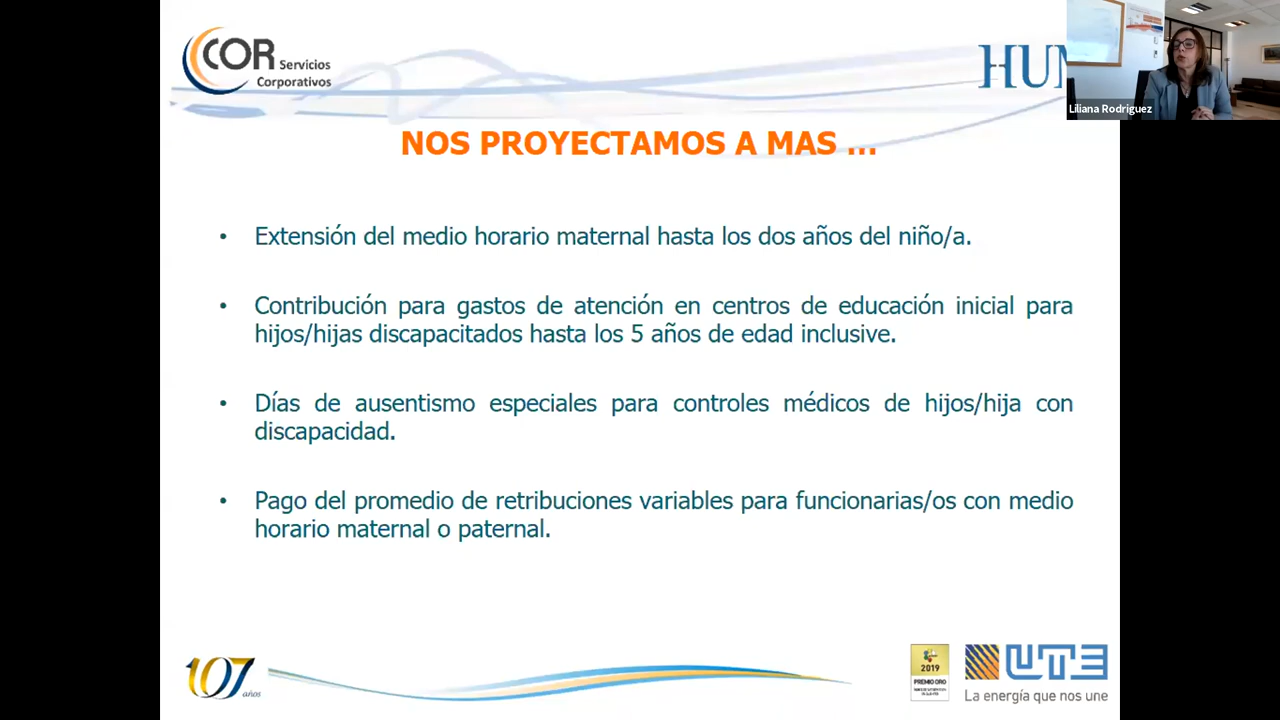 COR Servicios
Corporativos
HUM
Liliana Rodriguez
NOS PROYECTAMOS A MAS ...
• Extensión del medio horario maternal hasta los dos años del niño/a.
• Contribución para gastos de atención en centros de educación inicial para
hijos/hijas discapacitados hasta los 5 años de edad inclusive.
• Días de ausentismo especiales para controles médicos de hijos/hija con
discapacidad.
• Pago del promedio de retribuciones variables para funcionarias/os con medio
horario maternal o paternal.
107 años
2019
PREMIO ORO
UTE
La energía que nos une